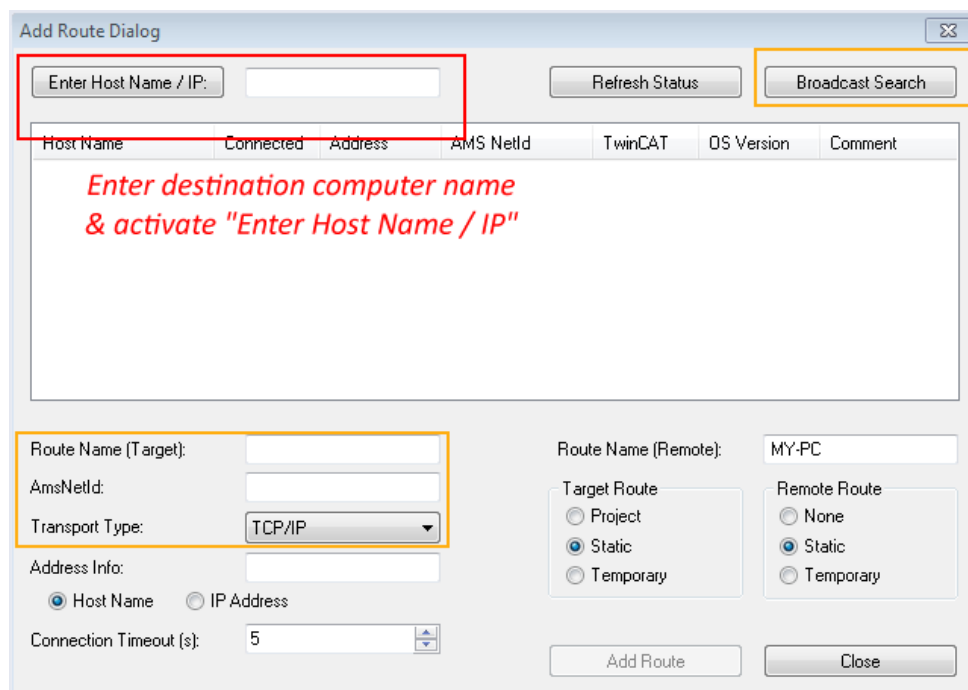 Add Route Dialog
Enter Host Name / IP:
Refresh Status
Broadcast Search
Host Name Connected Address AMS NetId TwinCAT OS Version Comment
Enter destination computer name
& activate "Enter Host Name / IP"
Route Name (Target):
AmsNetId:
Transport Type: TCP/IP
Address Info:
Host Name IP Address
Connection Timeout (s): 5
Route Name (Remote): MY-PC
Target Route
Project
Static
Temporary
Remote Route
None
Static
Temporary
Add Route
Close